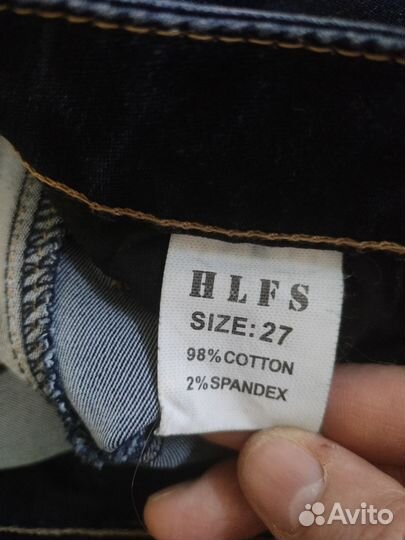 HLFS
SIZE: 27
98% COTTON
2% SPANDEX
Avito